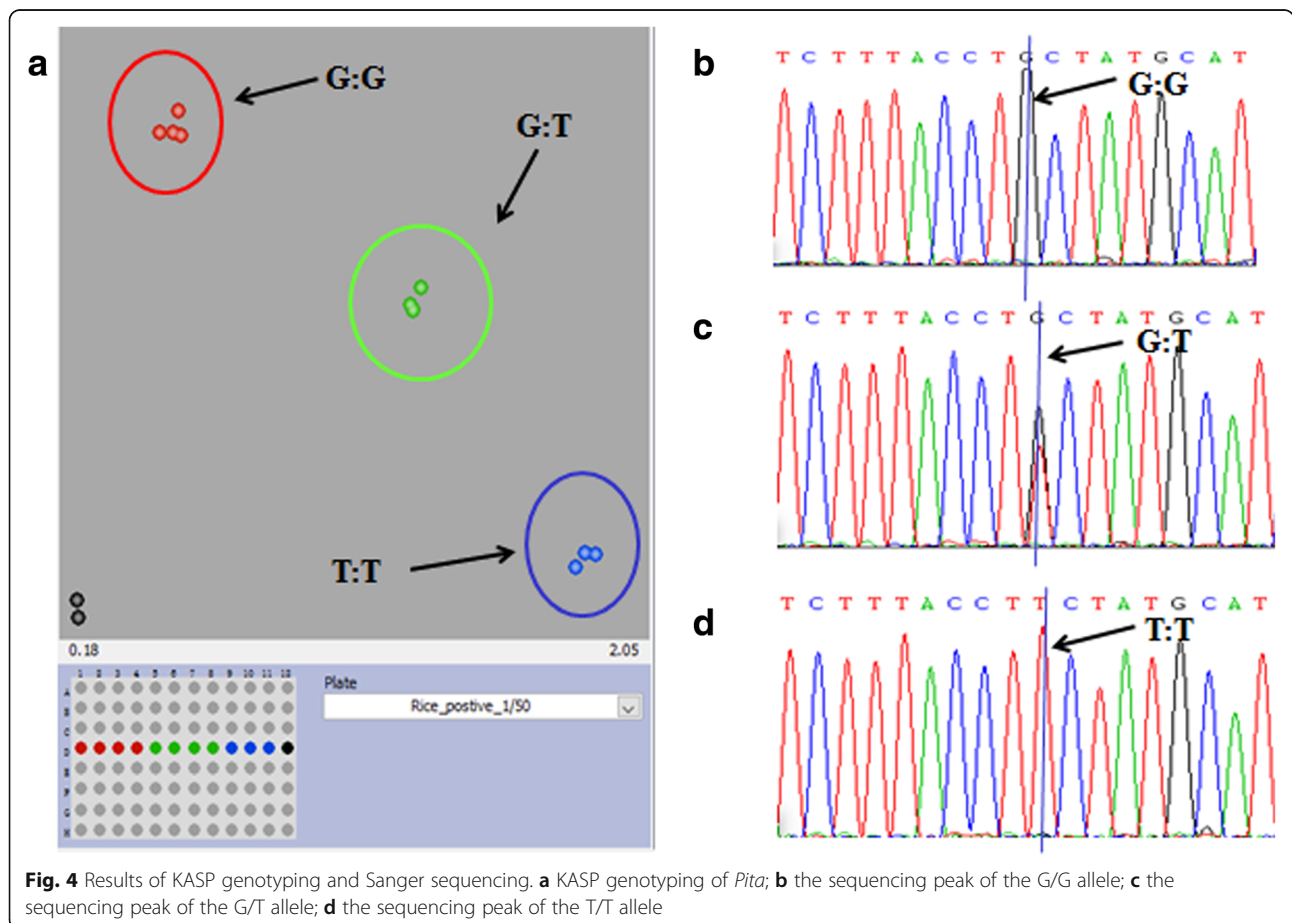 a
G:G
G:T
T:T
0.18 2.05
1 2 3 4 5 6 7 8 9 10 11 12
A
B
C
D
E
F
G
H
Plate
Rice_postive_1/50
b
T C T T T A C C T G C T A T G C A T
G:G
c
T C T T T A C C T G C T A T G C A T
G:T
d
T C T T T A C C T T C T A T G C A T
T:T
Fig. 4 Results of KASP genotyping and Sanger sequencing. a KASP genotyping of Pita; b the sequencing peak of the G/G allele; c the
sequencing peak of the G/T allele; d the sequencing peak of the T/T allele